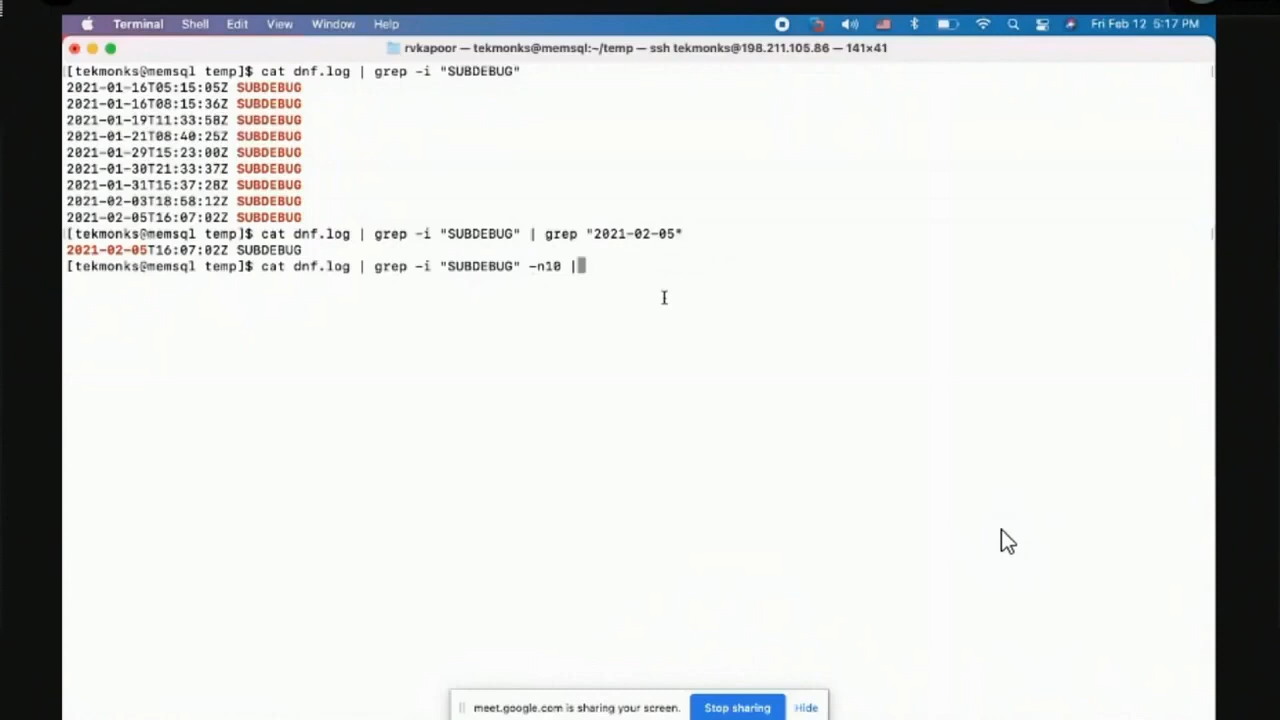 Terminal Shell Edit View Window Help Fri Feb 12 5:17 PM
rvkapoor — tekmonks@memsql:~/temp — ssh tekmonks@198.211.105.86 — 141×41
[tekmonks@memsql temp]$ cat dnf.log | grep -i "SUBDEBUG"
2021-01-16T05:15:05Z SUBDEBUG
2021-01-16T08:15:36Z SUBDEBUG
2021-01-19T11:33:58Z SUBDEBUG
2021-01-21T08:40:25Z SUBDEBUG
2021-01-29T15:23:00Z SUBDEBUG
2021-01-30T21:33:37Z SUBDEBUG
2021-01-31T15:37:28Z SUBDEBUG
2021-02-03T18:58:12Z SUBDEBUG
2021-02-05T16:07:02Z SUBDEBUG
[tekmonks@memsql temp]$ cat dnf.log | grep -i "SUBDEBUG" | grep "2021-02-05"
2021-02-05T16:07:02Z SUBDEBUG
[tekmonks@memsql temp]$ cat dnf.log | grep -i "SUBDEBUG" -n10 |
meet.google.com is sharing your screen. Stop sharing Hide